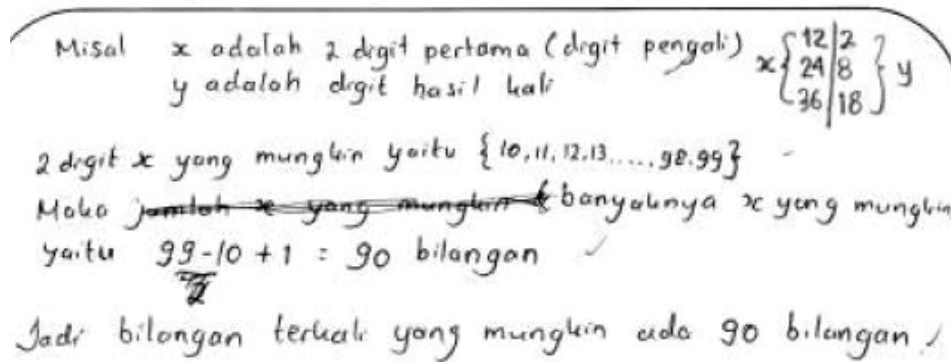 Misal x adalah 2 digit pertama (digit pengali)
y adalah digit hasil kali
x { 12 | 2
24 | 8
36 | 18 } y
2 digit x yang mungkin yaitu {10, 11, 12, 13, ...., 98, 99}
Maka jumlah x yang mungkin banyaknya x yang mungkin
yaitu 99-10 + 1 = 90 bilangan
Jadi bilangan terkali yang mungkin ada 90 bilangan